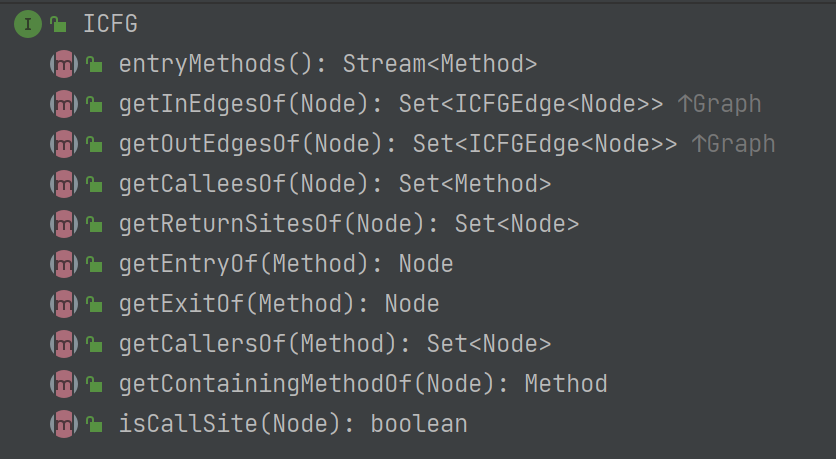 I ICFG
m entryMethods(): Stream<Method>
m getInEdgesOf(Node): Set<ICFGEdge<Node>> ↑Graph
m getOutEdgesOf(Node): Set<ICFGEdge<Node>> ↑Graph
m getCalleesOf(Node): Set<Method>
m getReturnSitesOf(Node): Set<Node>
m getEntryOf(Method): Node
m getExitOf(Method): Node
m getCallersOf(Method): Set<Node>
m getContainingMethodOf(Node): Method
m isCallSite(Node): boolean